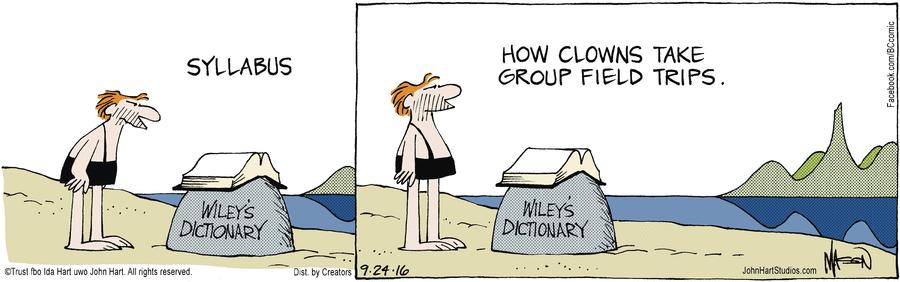 SYLLABUS
WILEY'S
DICTIONARY
©Trust fbo Ida Hart uwo John Hart. All rights reserved.
Dist. by Creators
HOW CLOWNS TAKE
GROUP FIELD TRIPS.
Facebook.com/BCcomic
WILEY'S
DICTIONARY
9-24-16
JohnHartStudios.com
MASON